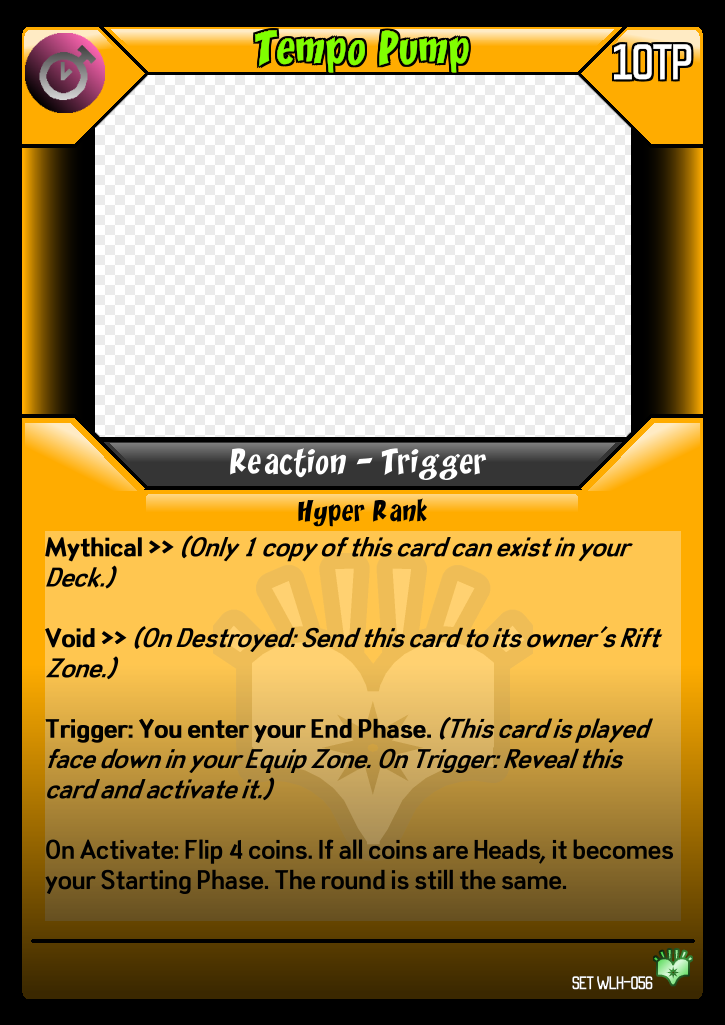 Tempo Pump
10TP
Reaction - Trigger
Hyper Rank
Mythical >> (Only 1 copy of this card can exist in your
Deck.)
Void >> (On Destroyed: Send this card to its owner's Rift
Zone.)
Trigger: You enter your End Phase. (This card is played
face down in your Equip Zone. On Trigger: Reveal this
card and activate it.)
On Activate: Flip 4 coins. If all coins are Heads, it becomes
your Starting Phase. The round is still the same.
SET WLH-056